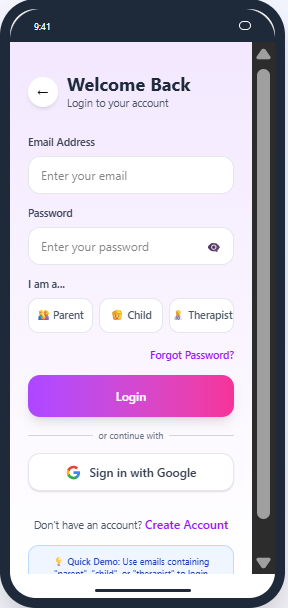 9:41
←
Welcome Back
Login to your account
Email Address
Enter your email
Password
Enter your password
I am a...
Parent
Child
Therapist
Forgot Password?
Login
or continue with
Sign in with Google
Don't have an account? Create Account
Quick Demo: Use emails containing
"parent", "child", or "therapist" to login